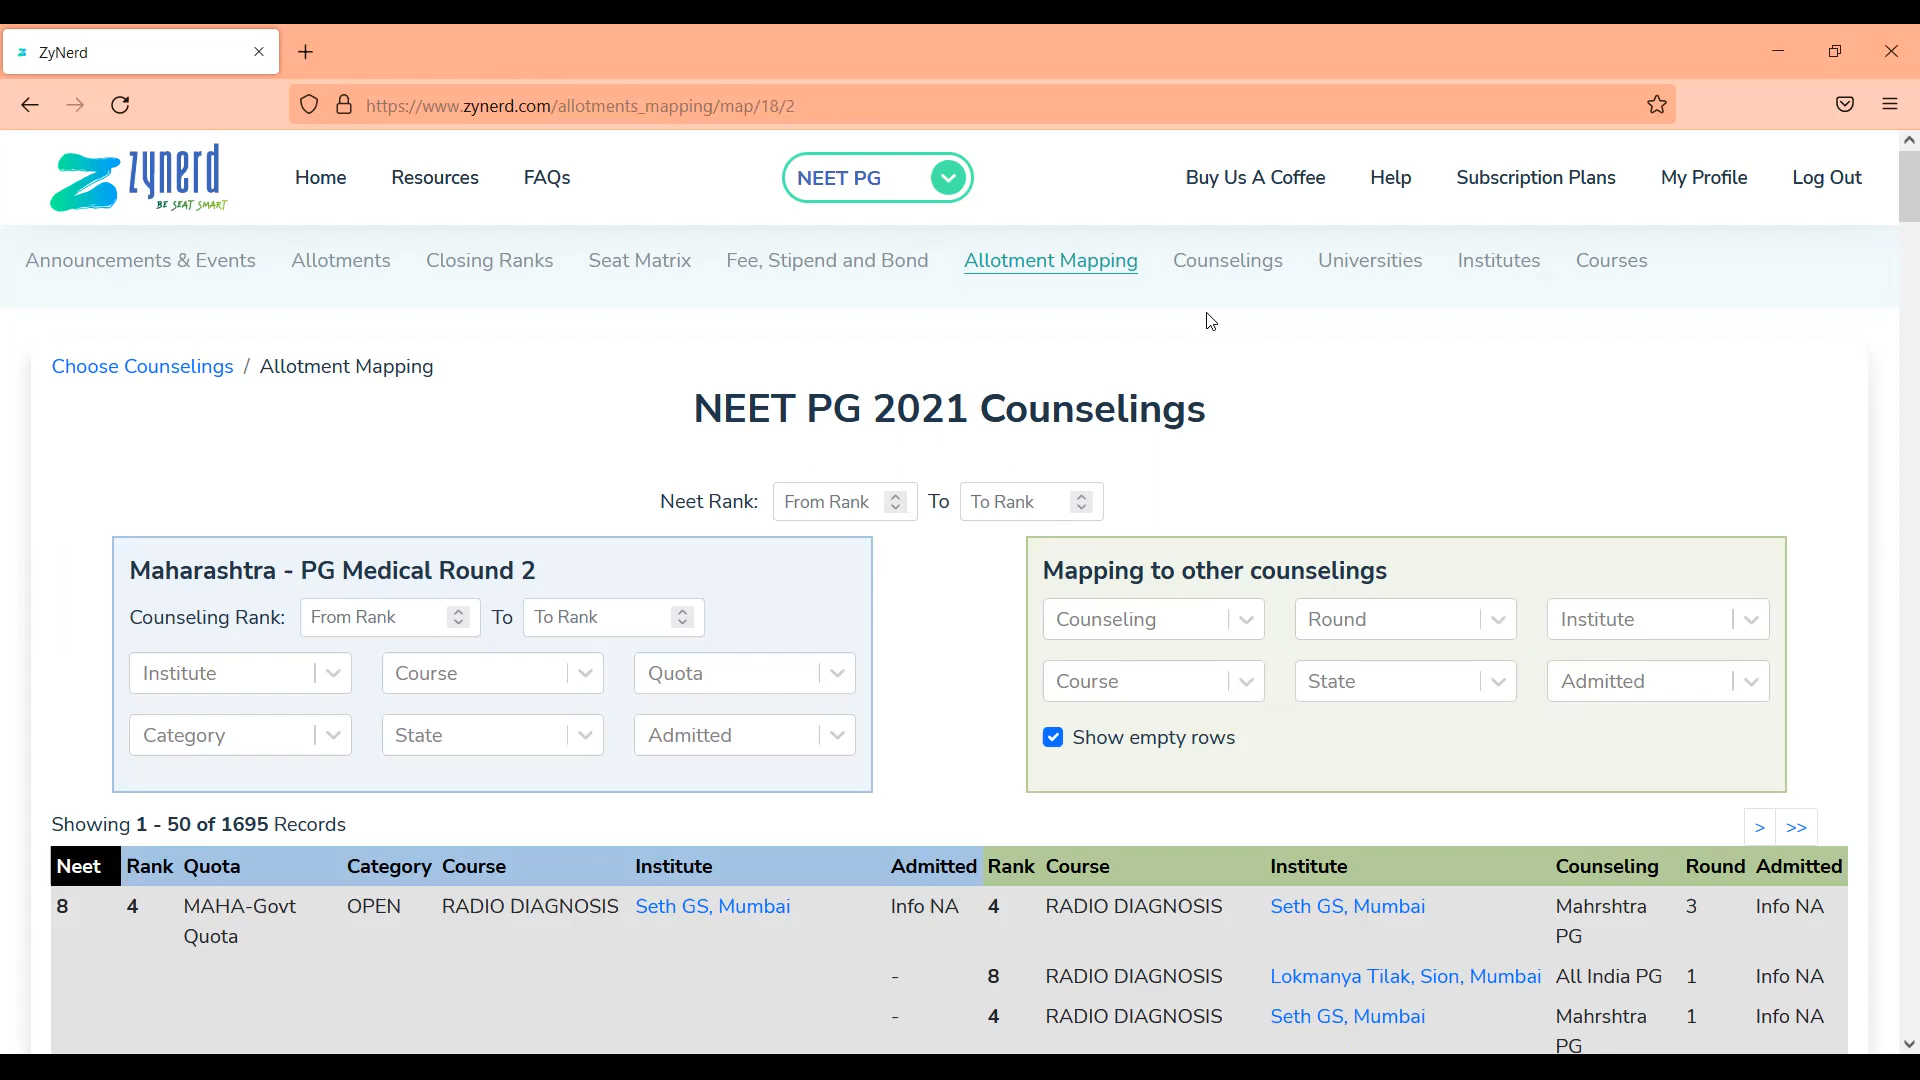 ZyNerd
https://www.zynerd.com/allotments_mapping/map/18/2
zynerd
BE SEAT SMART
Home Resources FAQs NEET PG Buy Us A Coffee Help Subscription Plans My Profile Log Out
Announcements & Events Allotments Closing Ranks Seat Matrix Fee, Stipend and Bond Allotment Mapping Counselings Universities Institutes Courses
Choose Counselings / Allotment Mapping
NEET PG 2021 Counselings
Neet Rank: From Rank To To Rank
Maharashtra - PG Medical Round 2
Counseling Rank: From Rank To To Rank
Institute Course Quota
Category State Admitted
Mapping to other counselings
Counseling Round Institute
Course State Admitted
Show empty rows
Showing 1 - 50 of 1695 Records > >>
Neet Rank Quota Category Course Institute Admitted Rank Course Institute Counseling Round Admitted
8 4 MAHA-Govt OPEN RADIO DIAGNOSIS Seth GS, Mumbai Info NA 4 RADIO DIAGNOSIS Seth GS, Mumbai Mahrshtra 3 Info NA
Quota PG
- 8 RADIO DIAGNOSIS Lokmanya Tilak, Sion, Mumbai All India PG 1 Info NA
- 4 RADIO DIAGNOSIS Seth GS, Mumbai Mahrshtra 1 Info NA
PG